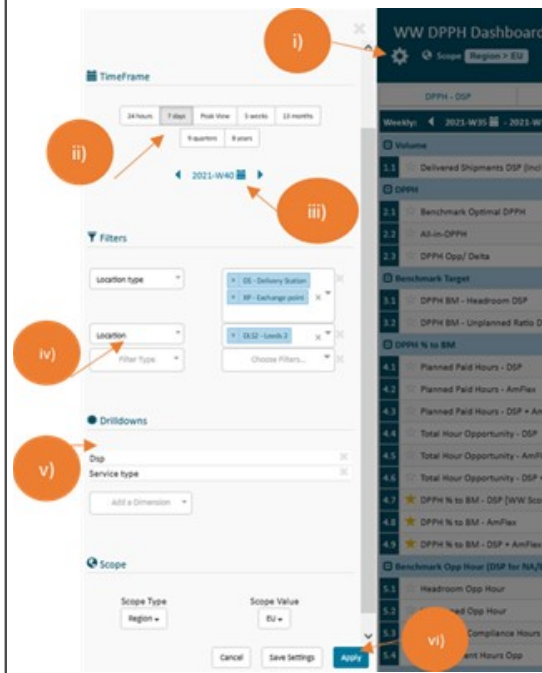 i)
WW DPPH Dashboard
Scope Region > EU
TimeFrame
24 hours 7 days Peak View 5 weeks 13 months
9 quarters 8 years
ii)
2021-W40
iii)
Filters
Location type
× DS - Delivery Station
× XP - Exchange point
Location
× DLS2 - Leeds 2
iv)
Filter Type
Choose Filters...
Drilldowns
v)
Dsp
Service type
Add a Dimension
Scope
Scope Type
Scope Value
Region
EU
vi)
Cancel Save Settings Apply
DPPH - DSP
Weekly: 2021-W35 - 2021-W
Volume
1.1 Delivered Shipments DSP (Incl
DPPH
2.1 Benchmark Optimal DPPH
2.2 All-in-DPPH
2.3 DPPH Opp/ Delta
Benchmark Target
3.1 DPPH BM - Headroom DSP
3.2 DPPH BM - Unplanned Ratio D
DPPH % to BM
4.1 Planned Paid Hours - DSP
4.2 Planned Paid Hours - AmFlex
4.3 Planned Paid Hours - DSP + Am
4.4 Total Hour Opportunity - DSP
4.5 Total Hour Opportunity - AmFl
4.6 Total Hour Opportunity - DSP +
4.7 DPPH % to BM - DSP [WW Sco
4.8 DPPH % to BM - AmFlex
4.9 DPPH % to BM - DSP + AmFlex
Benchmark Opp Hour (DSP for NA/E
5.1 Headroom Opp Hour
5.2 ed Opp Hour
5.3 Compliance Hours
5.4 ent Hours Opp